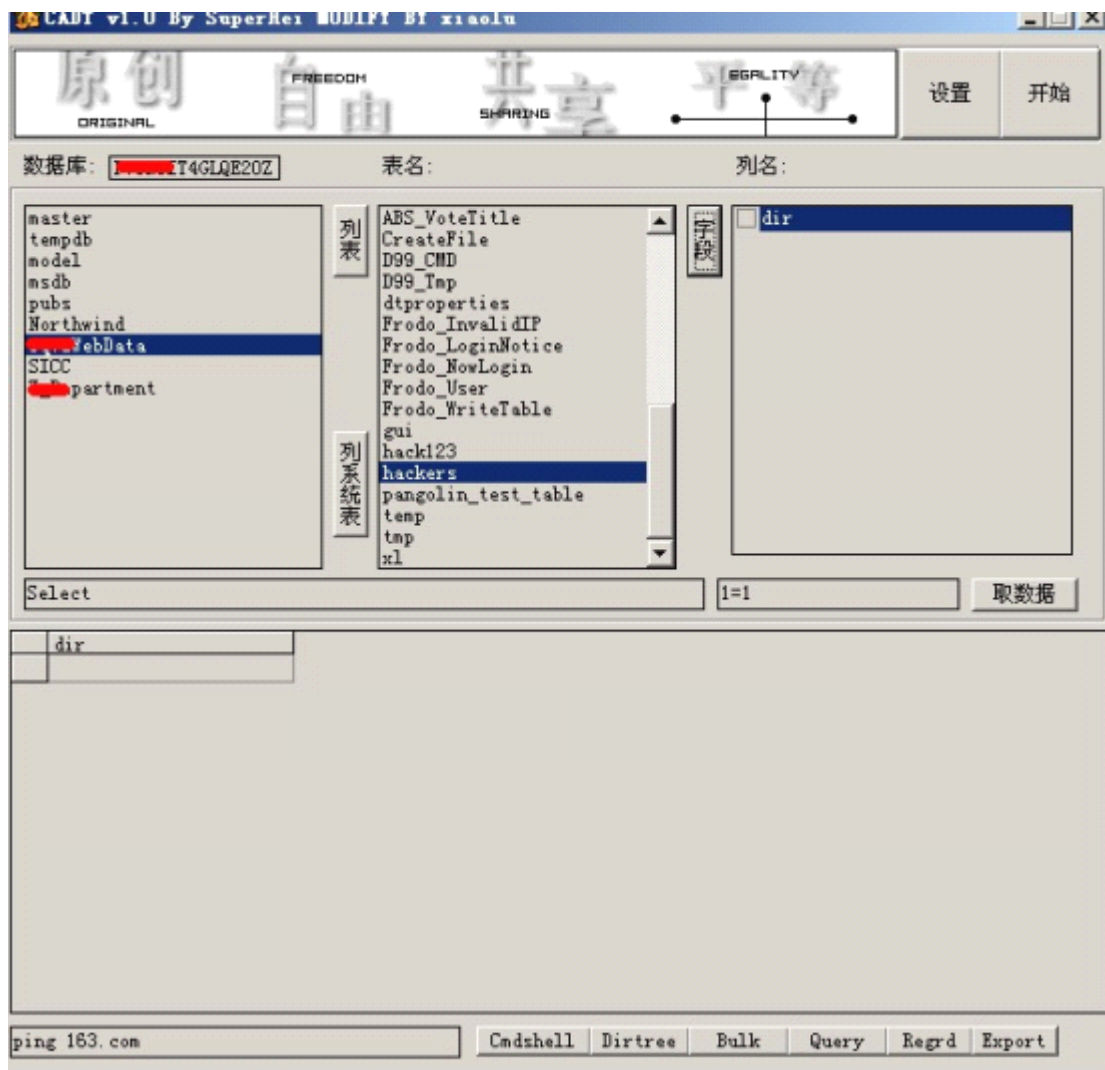 CADT v1.0 By SuperHei MODIFY BY xiaolu
原创 ORIGINAL
自由 FREEDOM
共享 SHARING
平等 EGALITY
设置
开始
数据库:
T4GLQE20Z
表名:
列名:
master
tempdb
model
msdb
pubs
Northwind
WebData
SICC
partment
列表
列系统表
ABS_VoteTitle
CreateFile
D99_CMD
D99_Tmp
dtproperties
Frodo_InvalidIP
Frodo_LoginNotice
Frodo_NowLogin
Frodo_User
Frodo_WriteTable
gui
hack123
hackers
pangolin_test_table
temp
tmp
xl
字段
dir
Select
1=1
取数据
dir
ping 163.com
Cmdshell
Dirtree
Bulk
Query
Regrd
Export